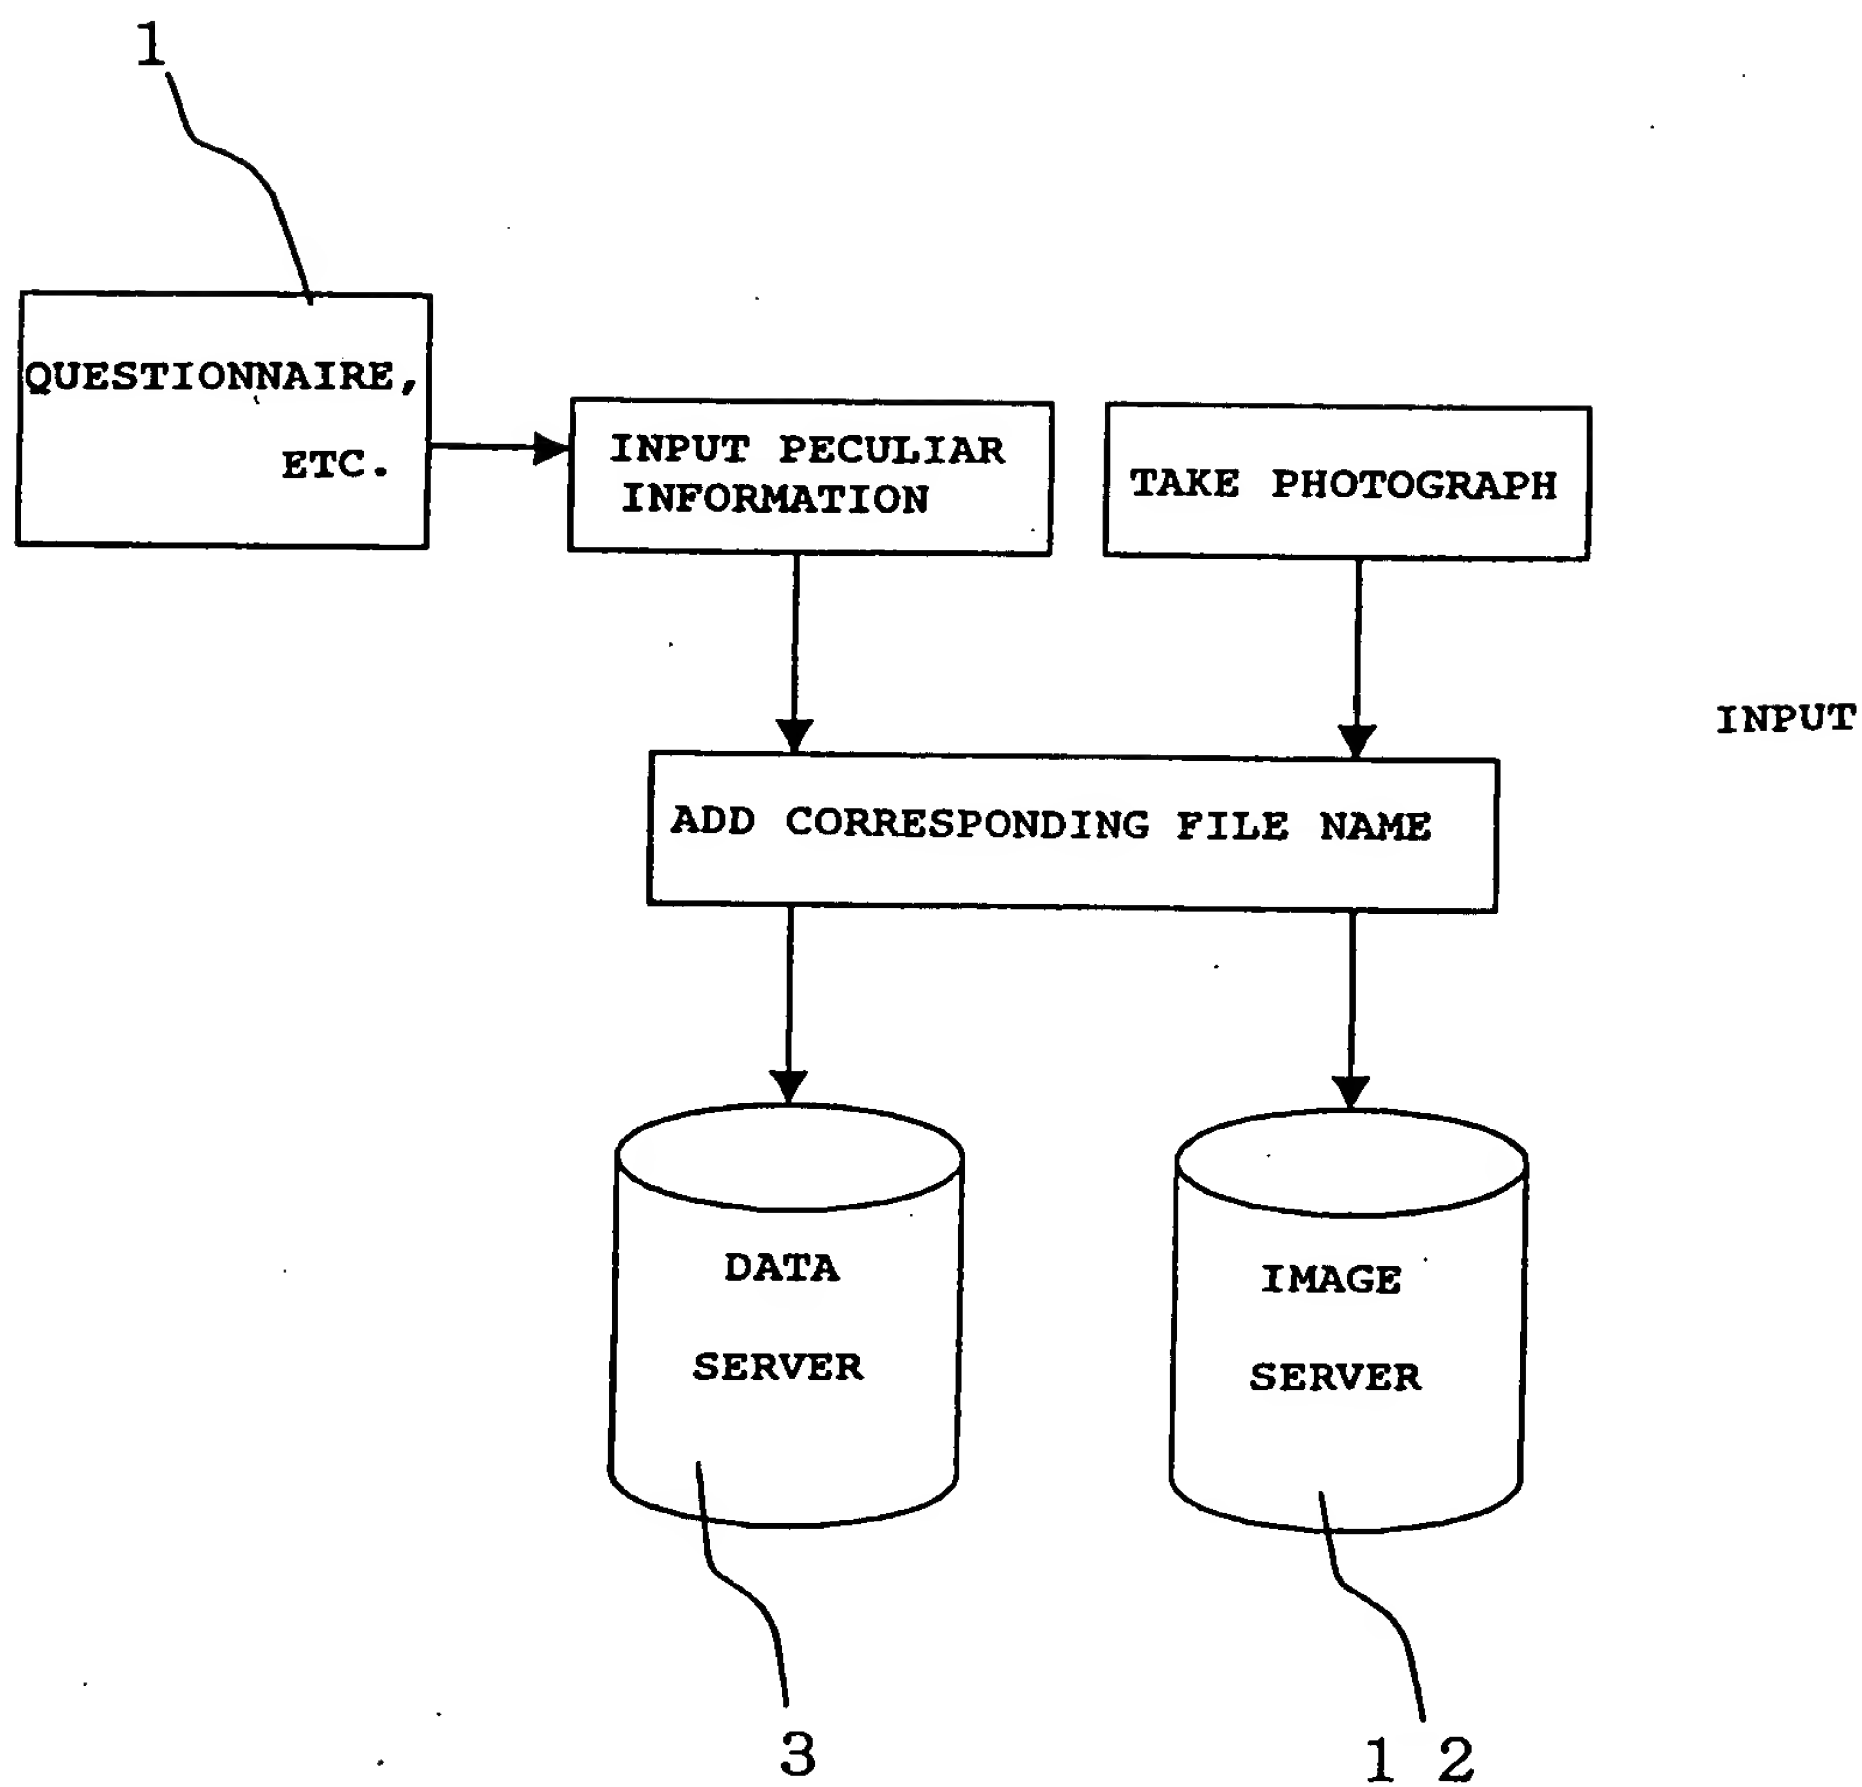 1
QUESTIONNAIRE,
ETC.
INPUT PECULIAR
INFORMATION
TAKE PHOTOGRAPH
INPUT
ADD CORRESPONDING FILE NAME
DATA
SERVER
IMAGE
SERVER
3
1 2